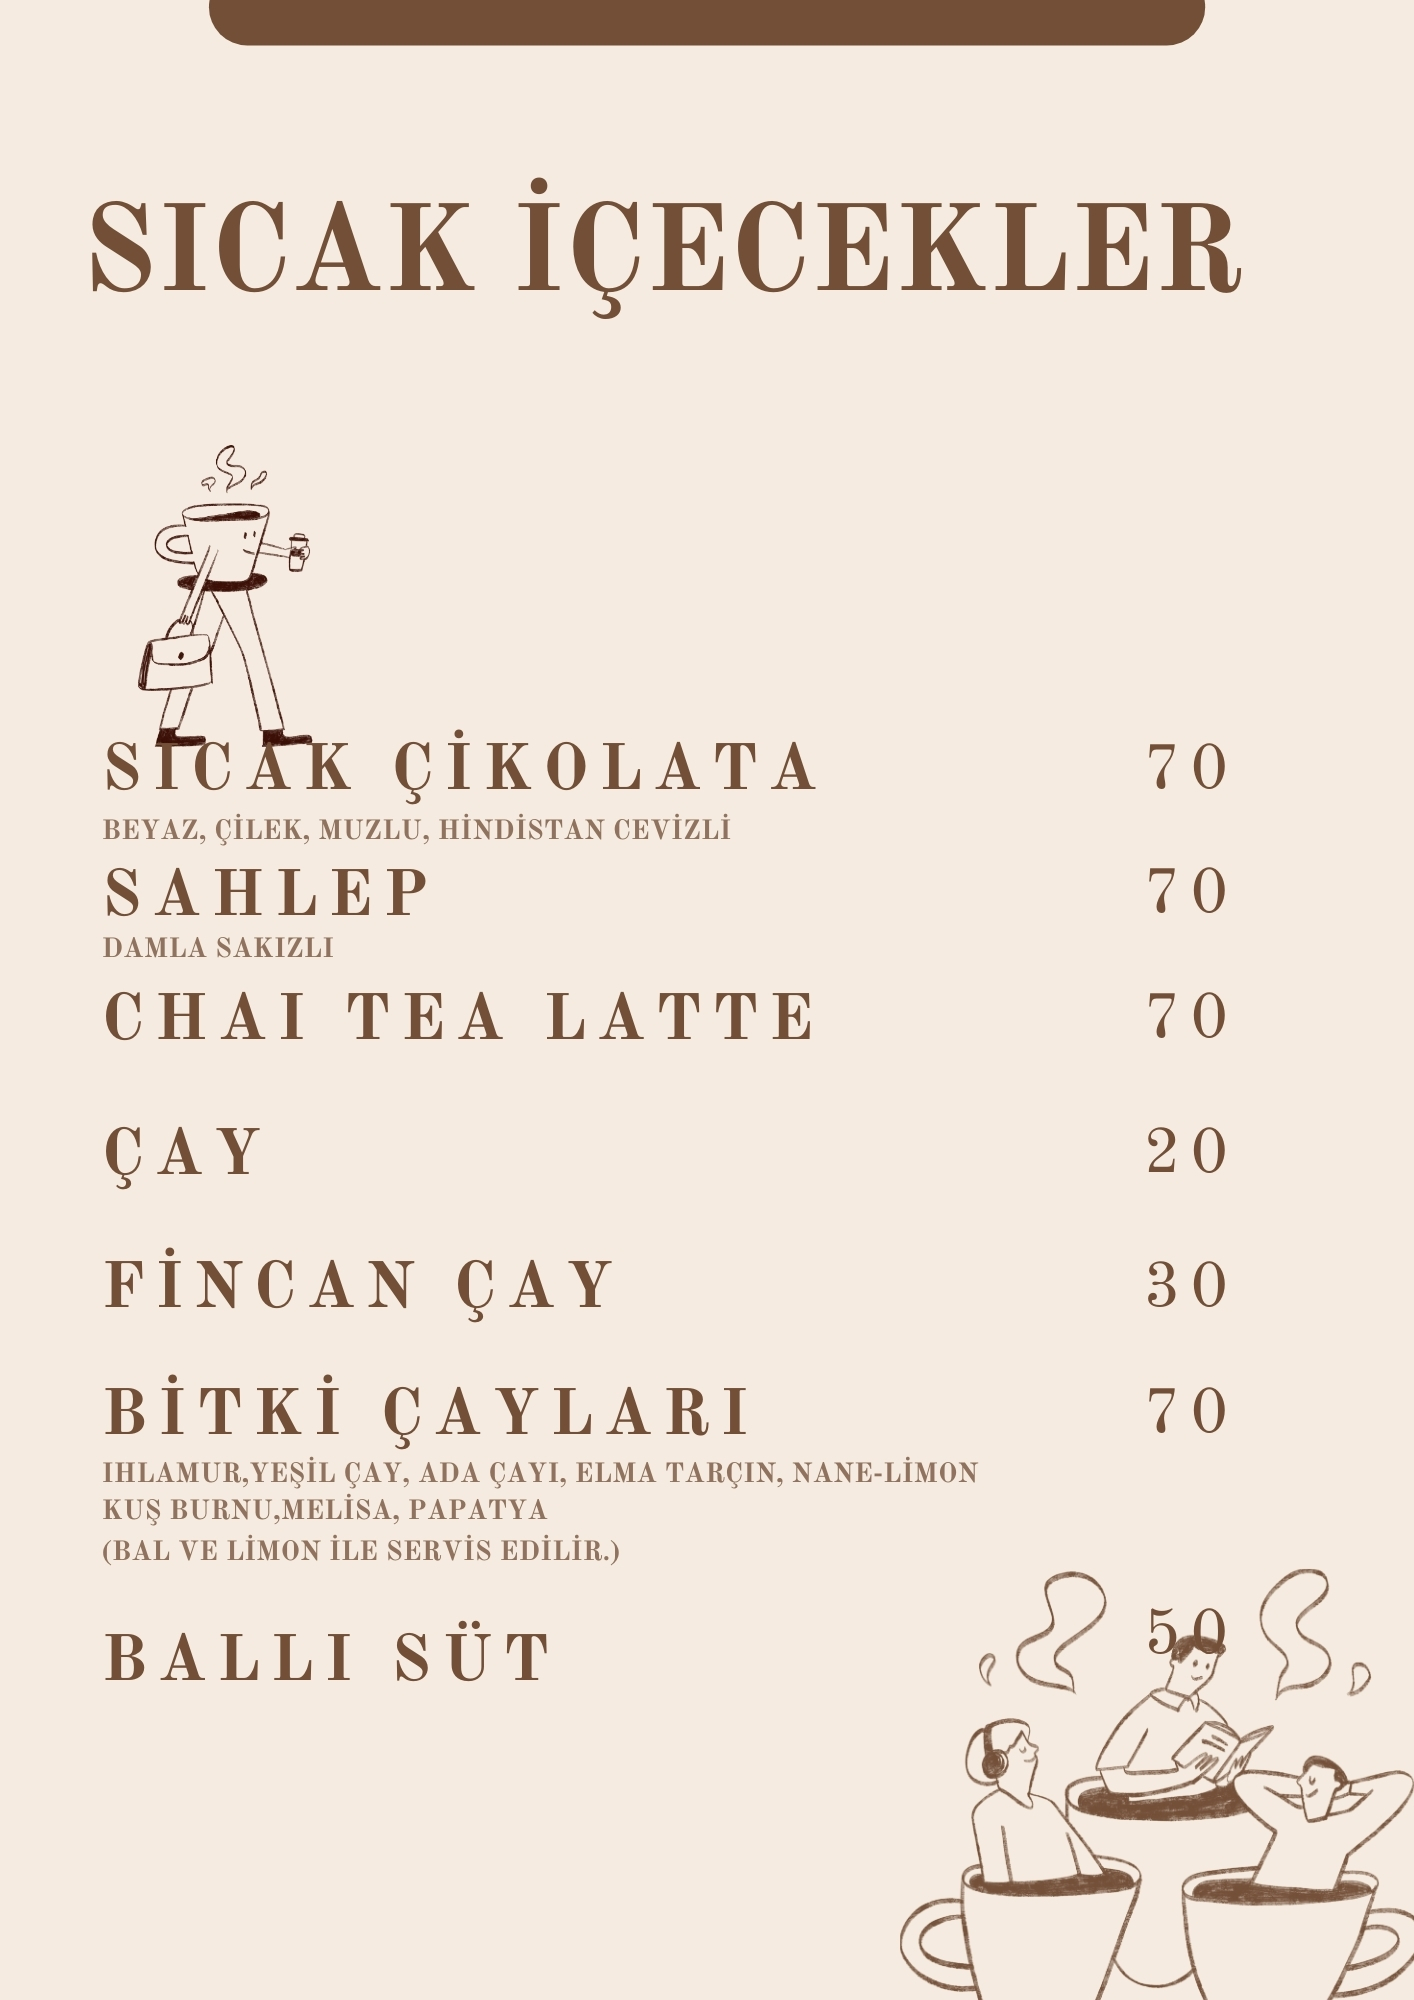 SICAK İÇECEKLER
SICAK ÇİKOLATA 70
BEYAZ, ÇİLEK, MUZLU, HİNDİSTAN CEVİZLİ
SAHLEP 70
DAMLA SAKIZLI
CHAI TEA LATTE 70
ÇAY 20
FİNCAN ÇAY 30
BİTKİ ÇAYLARI 70
IHLAMUR,YEŞİL ÇAY, ADA ÇAYI, ELMA TARÇIN, NANE-LİMON
KUŞ BURNU,MELİSA, PAPATYA
(BAL VE LİMON İLE SERVİS EDİLİR.)
BALLI SÜT 50